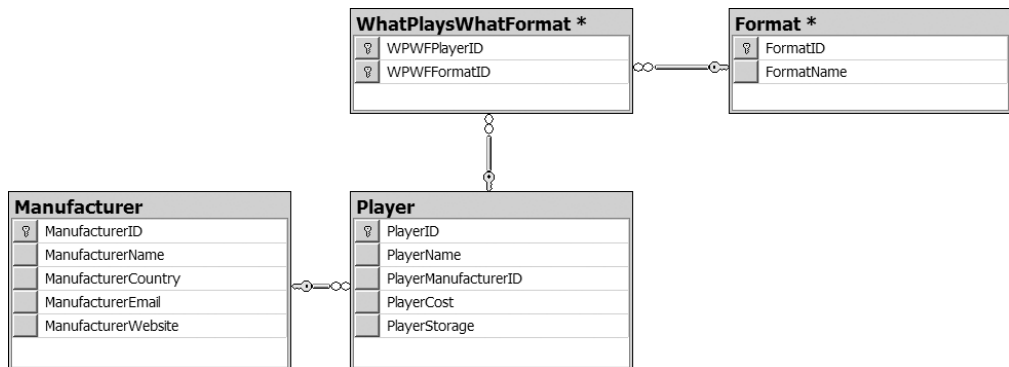 WhatPlaysWhatFormat *
WPWFPlayerID
WPWFFormatID
Format *
FormatID
FormatName
Manufacturer
ManufacturerID
ManufacturerName
ManufacturerCountry
ManufacturerEmail
ManufacturerWebsite
Player
PlayerID
PlayerName
PlayerManufacturerID
PlayerCost
PlayerStorage